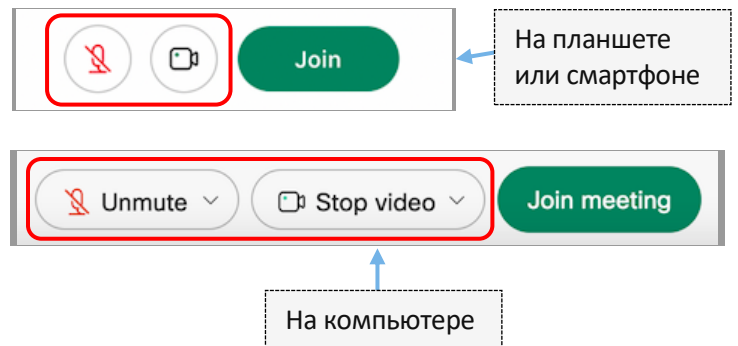 Join
На планшете
или смартфоне
Unmute Stop video Join meeting
На компьютере